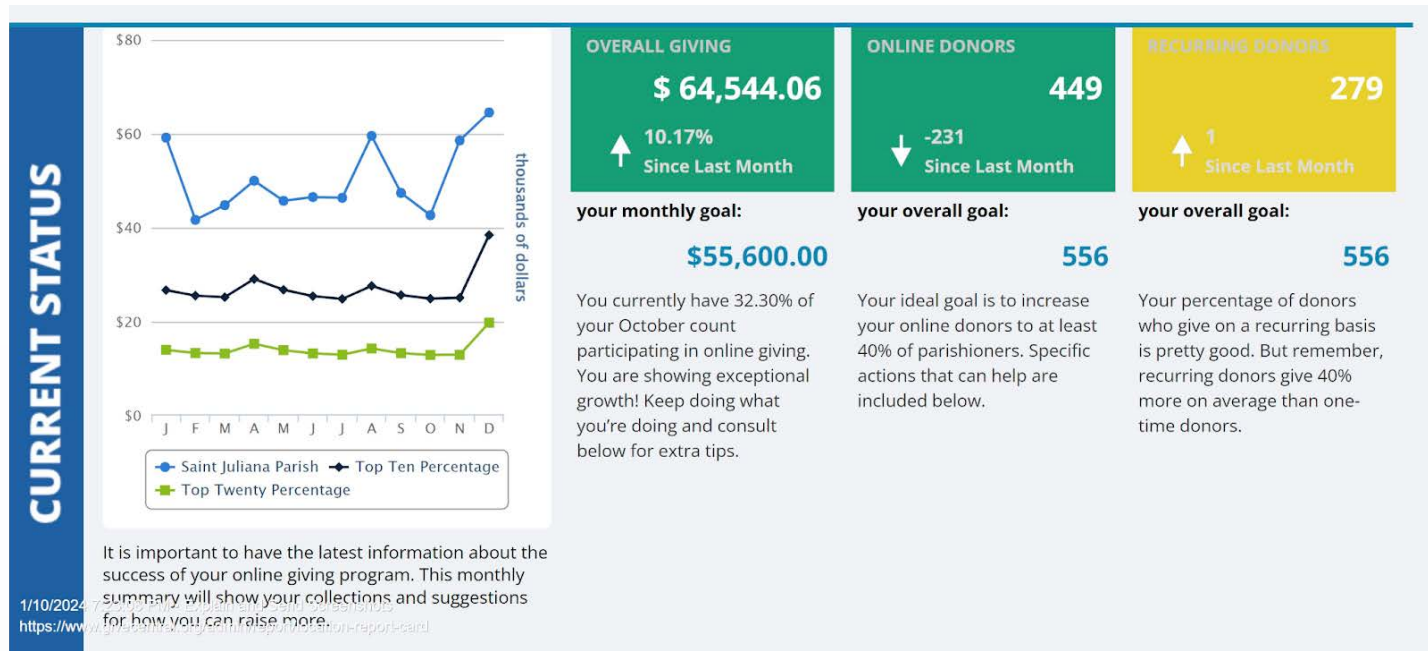 CURRENT STATUS
$80
$60
$40
$20
$0
J F M A M J J A S O N D
thousands of dollars
Saint Juliana Parish Top Ten Percentage
Top Twenty Percentage
It is important to have the latest information about the
success of your online giving program. This monthly
summary will show your collections and suggestions
for how you can raise more.
OVERALL GIVING
$ 64,544.06
10.17%
Since Last Month
your monthly goal:
$55,600.00
You currently have 32.30% of
your October count
participating in online giving.
You are showing exceptional
growth! Keep doing what
you're doing and consult
below for extra tips.
ONLINE DONORS
449
-231
Since Last Month
your overall goal:
556
Your ideal goal is to increase
your online donors to at least
40% of parishioners. Specific
actions that can help are
included below.
RECURRING DONORS
279
1
Since Last Month
your overall goal:
556
Your percentage of donors
who give on a recurring basis
is pretty good. But remember,
recurring donors give 40%
more on average than one-
time donors.
1/10/2024 PM - Explain and Send Screenshots